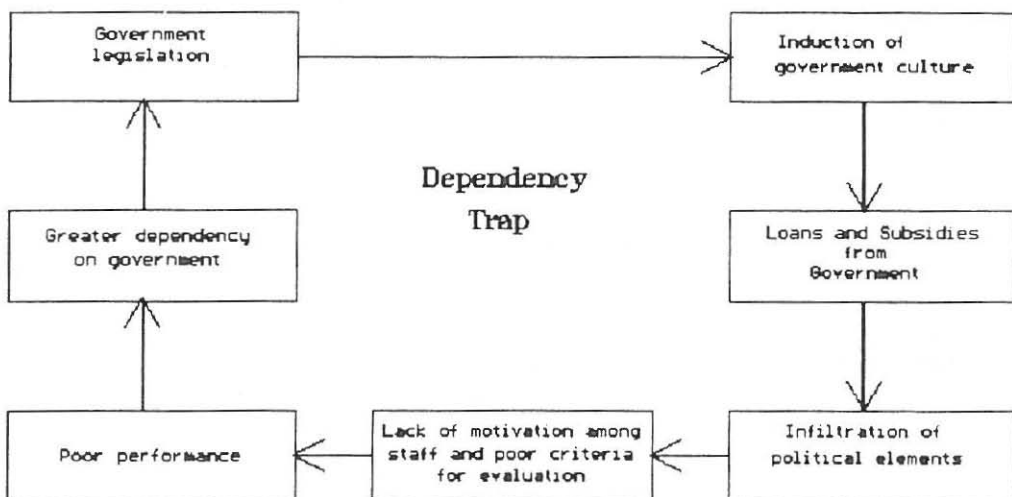 Government
legislation
Induction of
government culture
Dependency
Trap
Greater dependency
on government
Loans and Subsidies
from
Government
Poor performance
Lack of motivation among
staff and poor criteria
for evaluation
Infiltration of
political elements